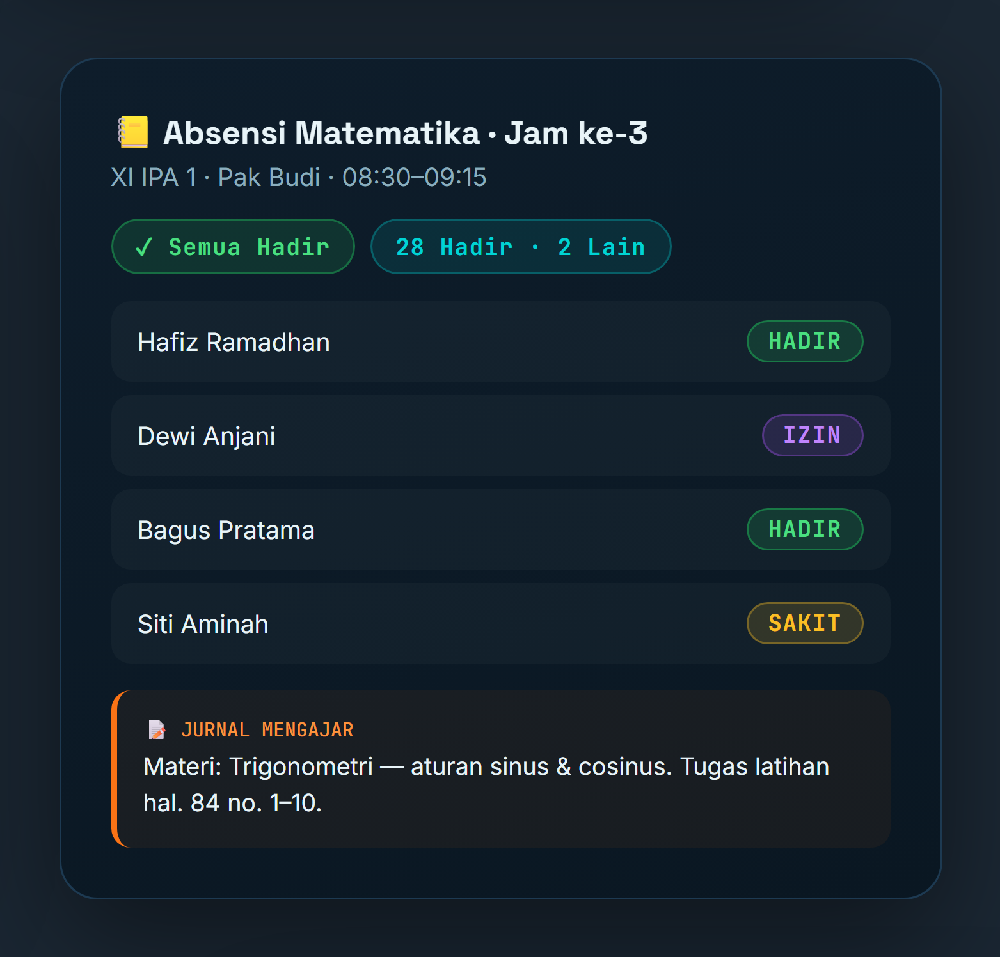 Absensi Matematika · Jam ke-3
XI IPA 1 · Pak Budi · 08:30–09:15
✓ Semua Hadir
28 Hadir · 2 Lain
Hafiz Ramadhan
HADIR
Dewi Anjani
IZIN
Bagus Pratama
HADIR
Siti Aminah
SAKIT
JURNAL MENGAJAR
Materi: Trigonometri — aturan sinus & cosinus. Tugas latihan
hal. 84 no. 1–10.